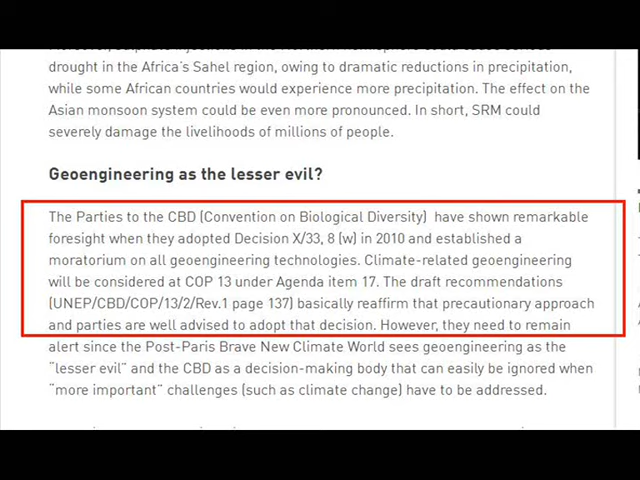 drought in the Africa's Sahel region, owing to dramatic reductions in precipitation,
while some African countries would experience more precipitation. The effect on the
Asian monsoon system could be even more pronounced. In short, SRM could
severely damage the livelihoods of millions of people.
Geoengineering as the lesser evil?
The Parties to the CBD (Convention on Biological Diversity) have shown remarkable
foresight when they adopted Decision X/33, 8 (w) in 2010 and established a
moratorium on all geoengineering technologies. Climate-related geoengineering
will be considered at COP 13 under Agenda item 17. The draft recommendations
(UNEP/CBD/COP/13/2/Rev.1 page 137) basically reaffirm that precautionary approach
and parties are well advised to adopt that decision. However, they need to remain
alert since the Post-Paris Brave New Climate World sees geoengineering as the
"lesser evil" and the CBD as a decision-making body that can easily be ignored when
"more important" challenges (such as climate change) have to be addressed.